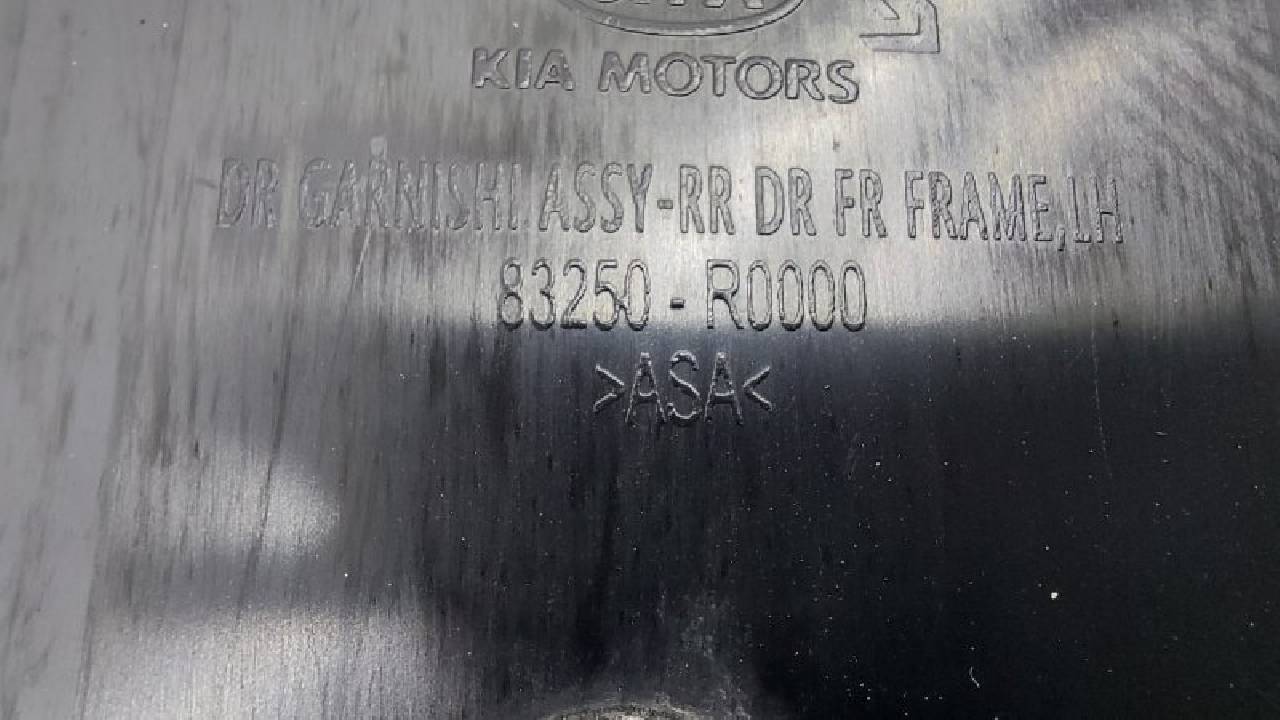 KIA MOTORS
DR GARNISH L ASSY-RR DR FR FRAME,LH
83250 - R0000
>ASA<